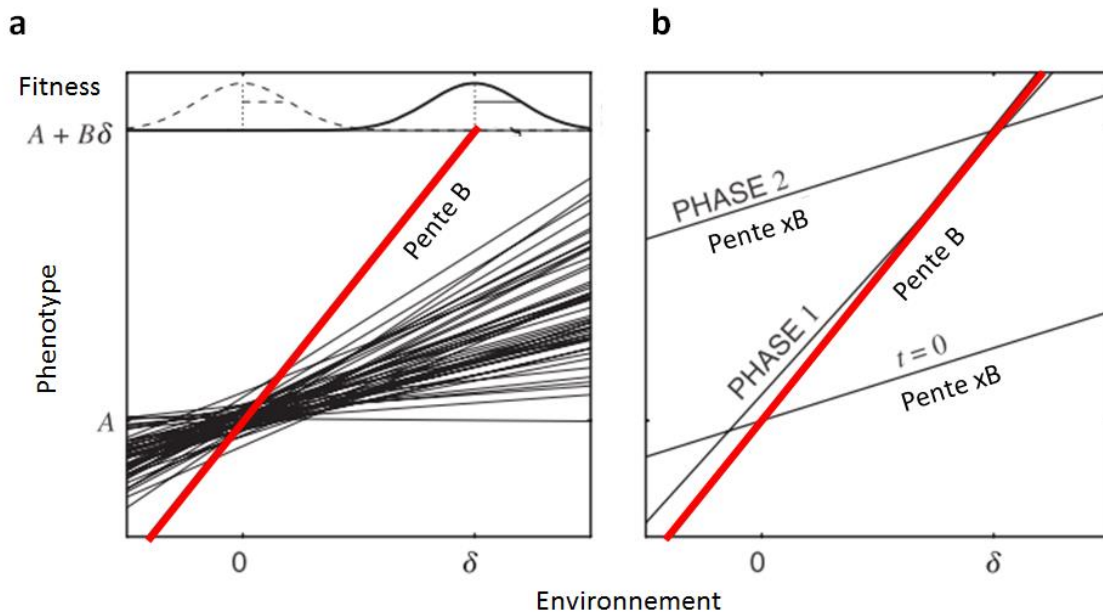 a
b
Fitness
A + Bδ
Phenotype
A
Pente B
0
δ
PHASE 2
Pente xB
Pente B
PHASE 1
t = 0
Pente xB
0
δ
Environnement